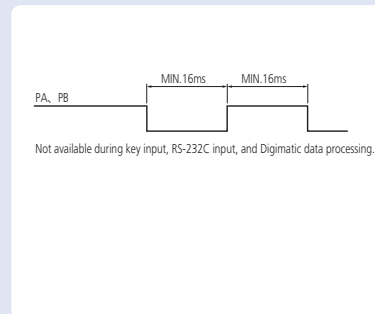 MIN.16ms MIN.16ms
PA、PB
Not available during key input, RS-232C input, and Digimatic data processing.